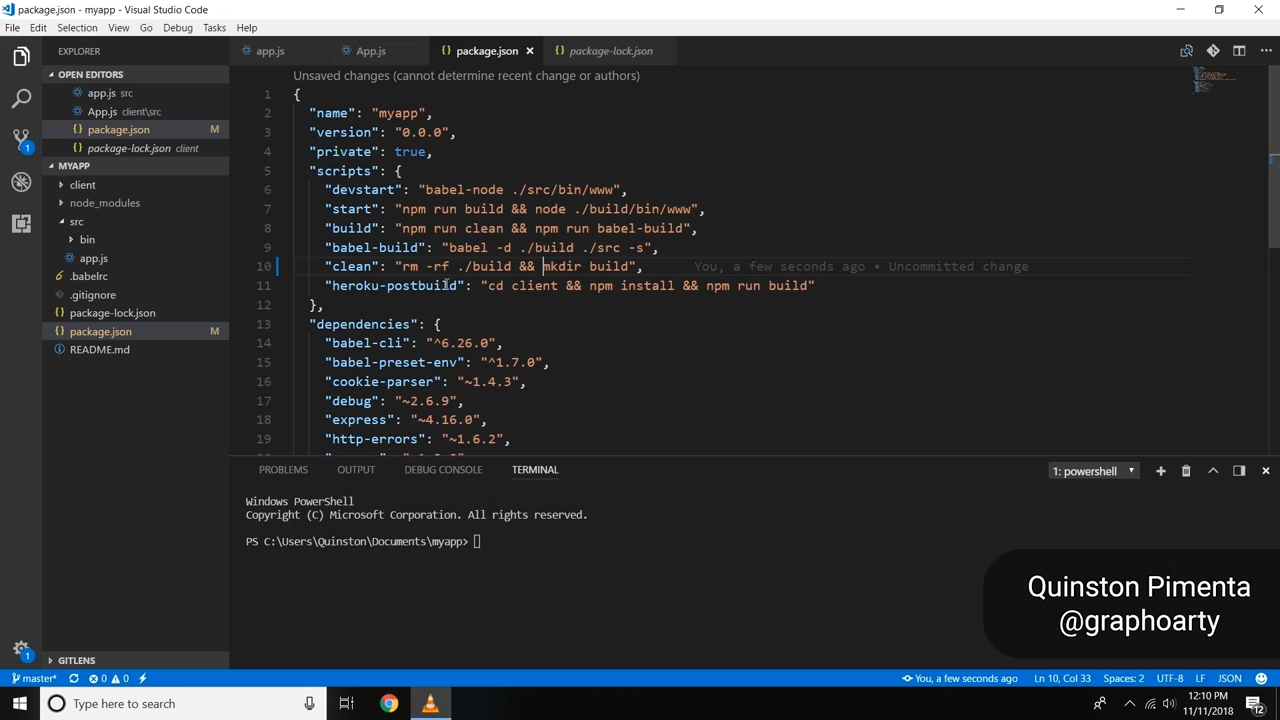 package.json - myapp - Visual Studio Code
File Edit Selection View Go Debug Tasks Help
EXPLORER
OPEN EDITORS
app.js src
App.js client\src
package.json M
package-lock.json client
MYAPP
client
node_modules
src
bin
app.js
.babelrc
.gitignore
package-lock.json
package.json M
README.md
GITLENS
1
1
app.js App.js package.json package-lock.json
Unsaved changes (cannot determine recent change or authors)
1 {
2 "name": "myapp",
3 "version": "0.0.0",
4 "private": true,
5 "scripts": {
6 "devstart": "babel-node ./src/bin/www",
7 "start": "npm run build && node ./build/bin/www",
8 "build": "npm run clean && npm run babel-build",
9 "babel-build": "babel -d ./build ./src -s",
10 "clean": "rm -rf ./build && mkdir build", You, a few seconds ago • Uncommitted change
11 "heroku-postbuild": "cd client && npm install && npm run build"
12 },
13 "dependencies": {
14 "babel-cli": "^6.26.0",
15 "babel-preset-env": "^1.7.0",
16 "cookie-parser": "~1.4.3",
17 "debug": "~2.6.9",
18 "express": "~4.16.0",
19 "http-errors": "~1.6.2",
PROBLEMS OUTPUT DEBUG CONSOLE TERMINAL 1: powershell
Windows PowerShell
Copyright (C) Microsoft Corporation. All rights reserved.
PS C:\Users\Quinston\Documents\myapp>
Quinston Pimenta
@graphoarty
master* 0 0 You, a few seconds ago Ln 10, Col 33 Spaces: 2 UTF-8 LF JSON
Type here to search
12:10 PM
11/11/2018